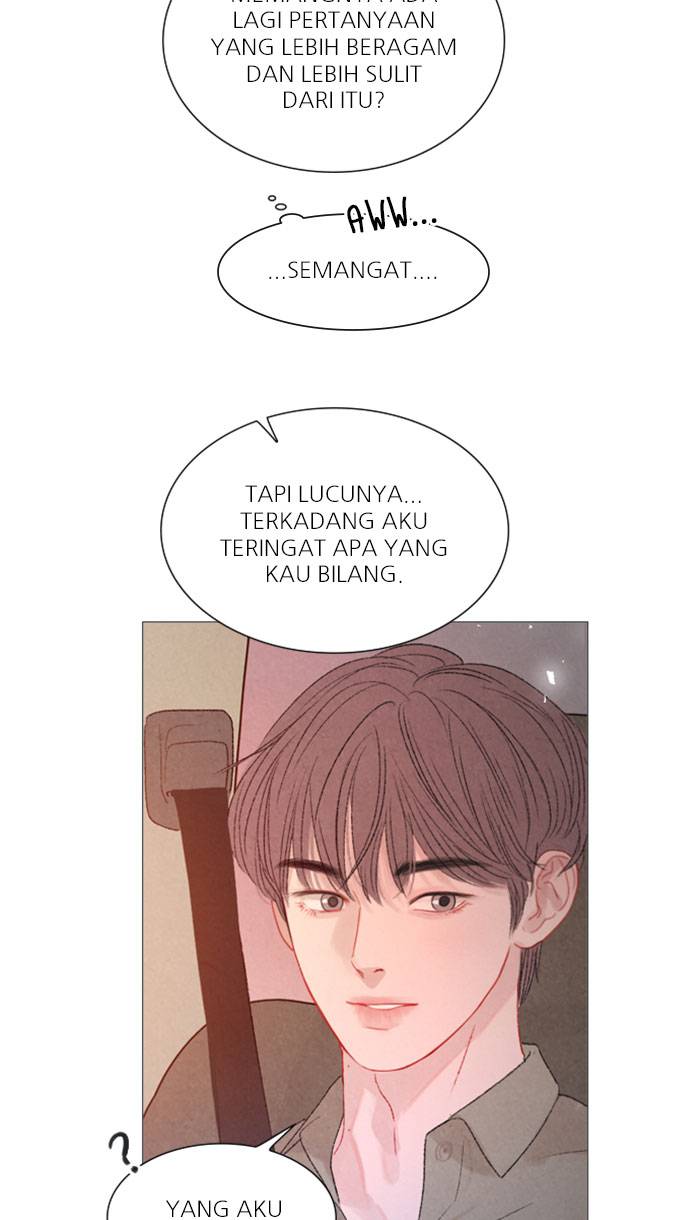 LAGI PERTANYAAN
YANG LEBIH BERAGAM
DAN LEBIH SULIT
DARI ITU?
AWW...
...SEMANGAT....
TAPI LUCUNYA...
TERKADANG AKU
TERINGAT APA YANG
KAU BILANG.
?
YANG AKU